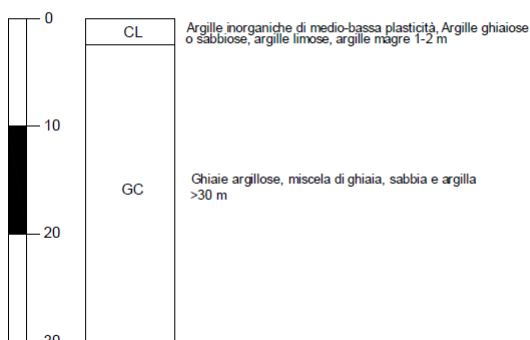 0
CL
Argille inorganiche di medio-bassa plasticità, Argille ghiaiose
o sabbiose, argille limose, argille magre 1-2 m
10
GC
Ghiaie argillose, miscela di ghiaia, sabbia e argilla
>30 m
20